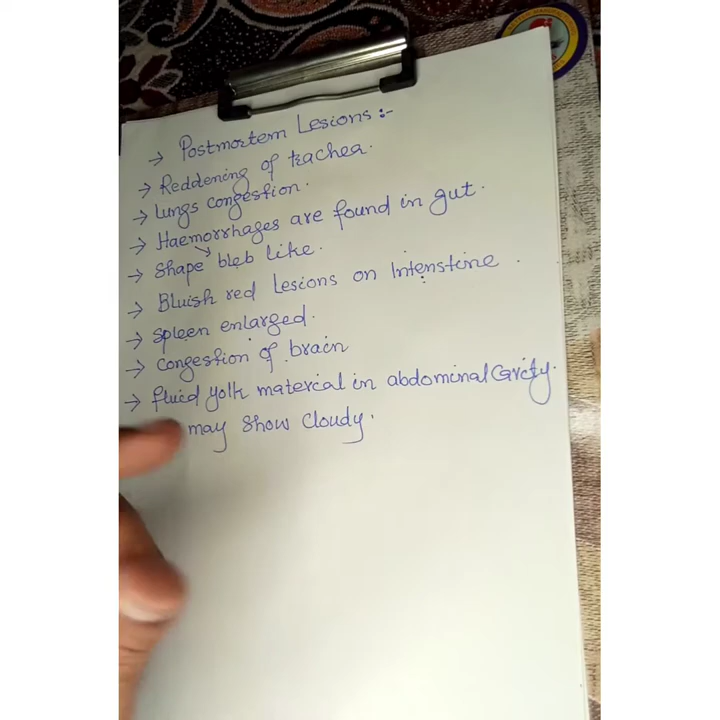 → Postmortem Lesions :-
→ Reddening of trachea.
→ Lungs congestion.
→ Haemorrhages are found in gut.
→ Shape → bleb like.
→ Bluish red Lesions on Intenstine.
→ Spleen enlarged.
→ Congestion of brain
→ fluid yolk material in abdominal Cavity.
may show cloudy.